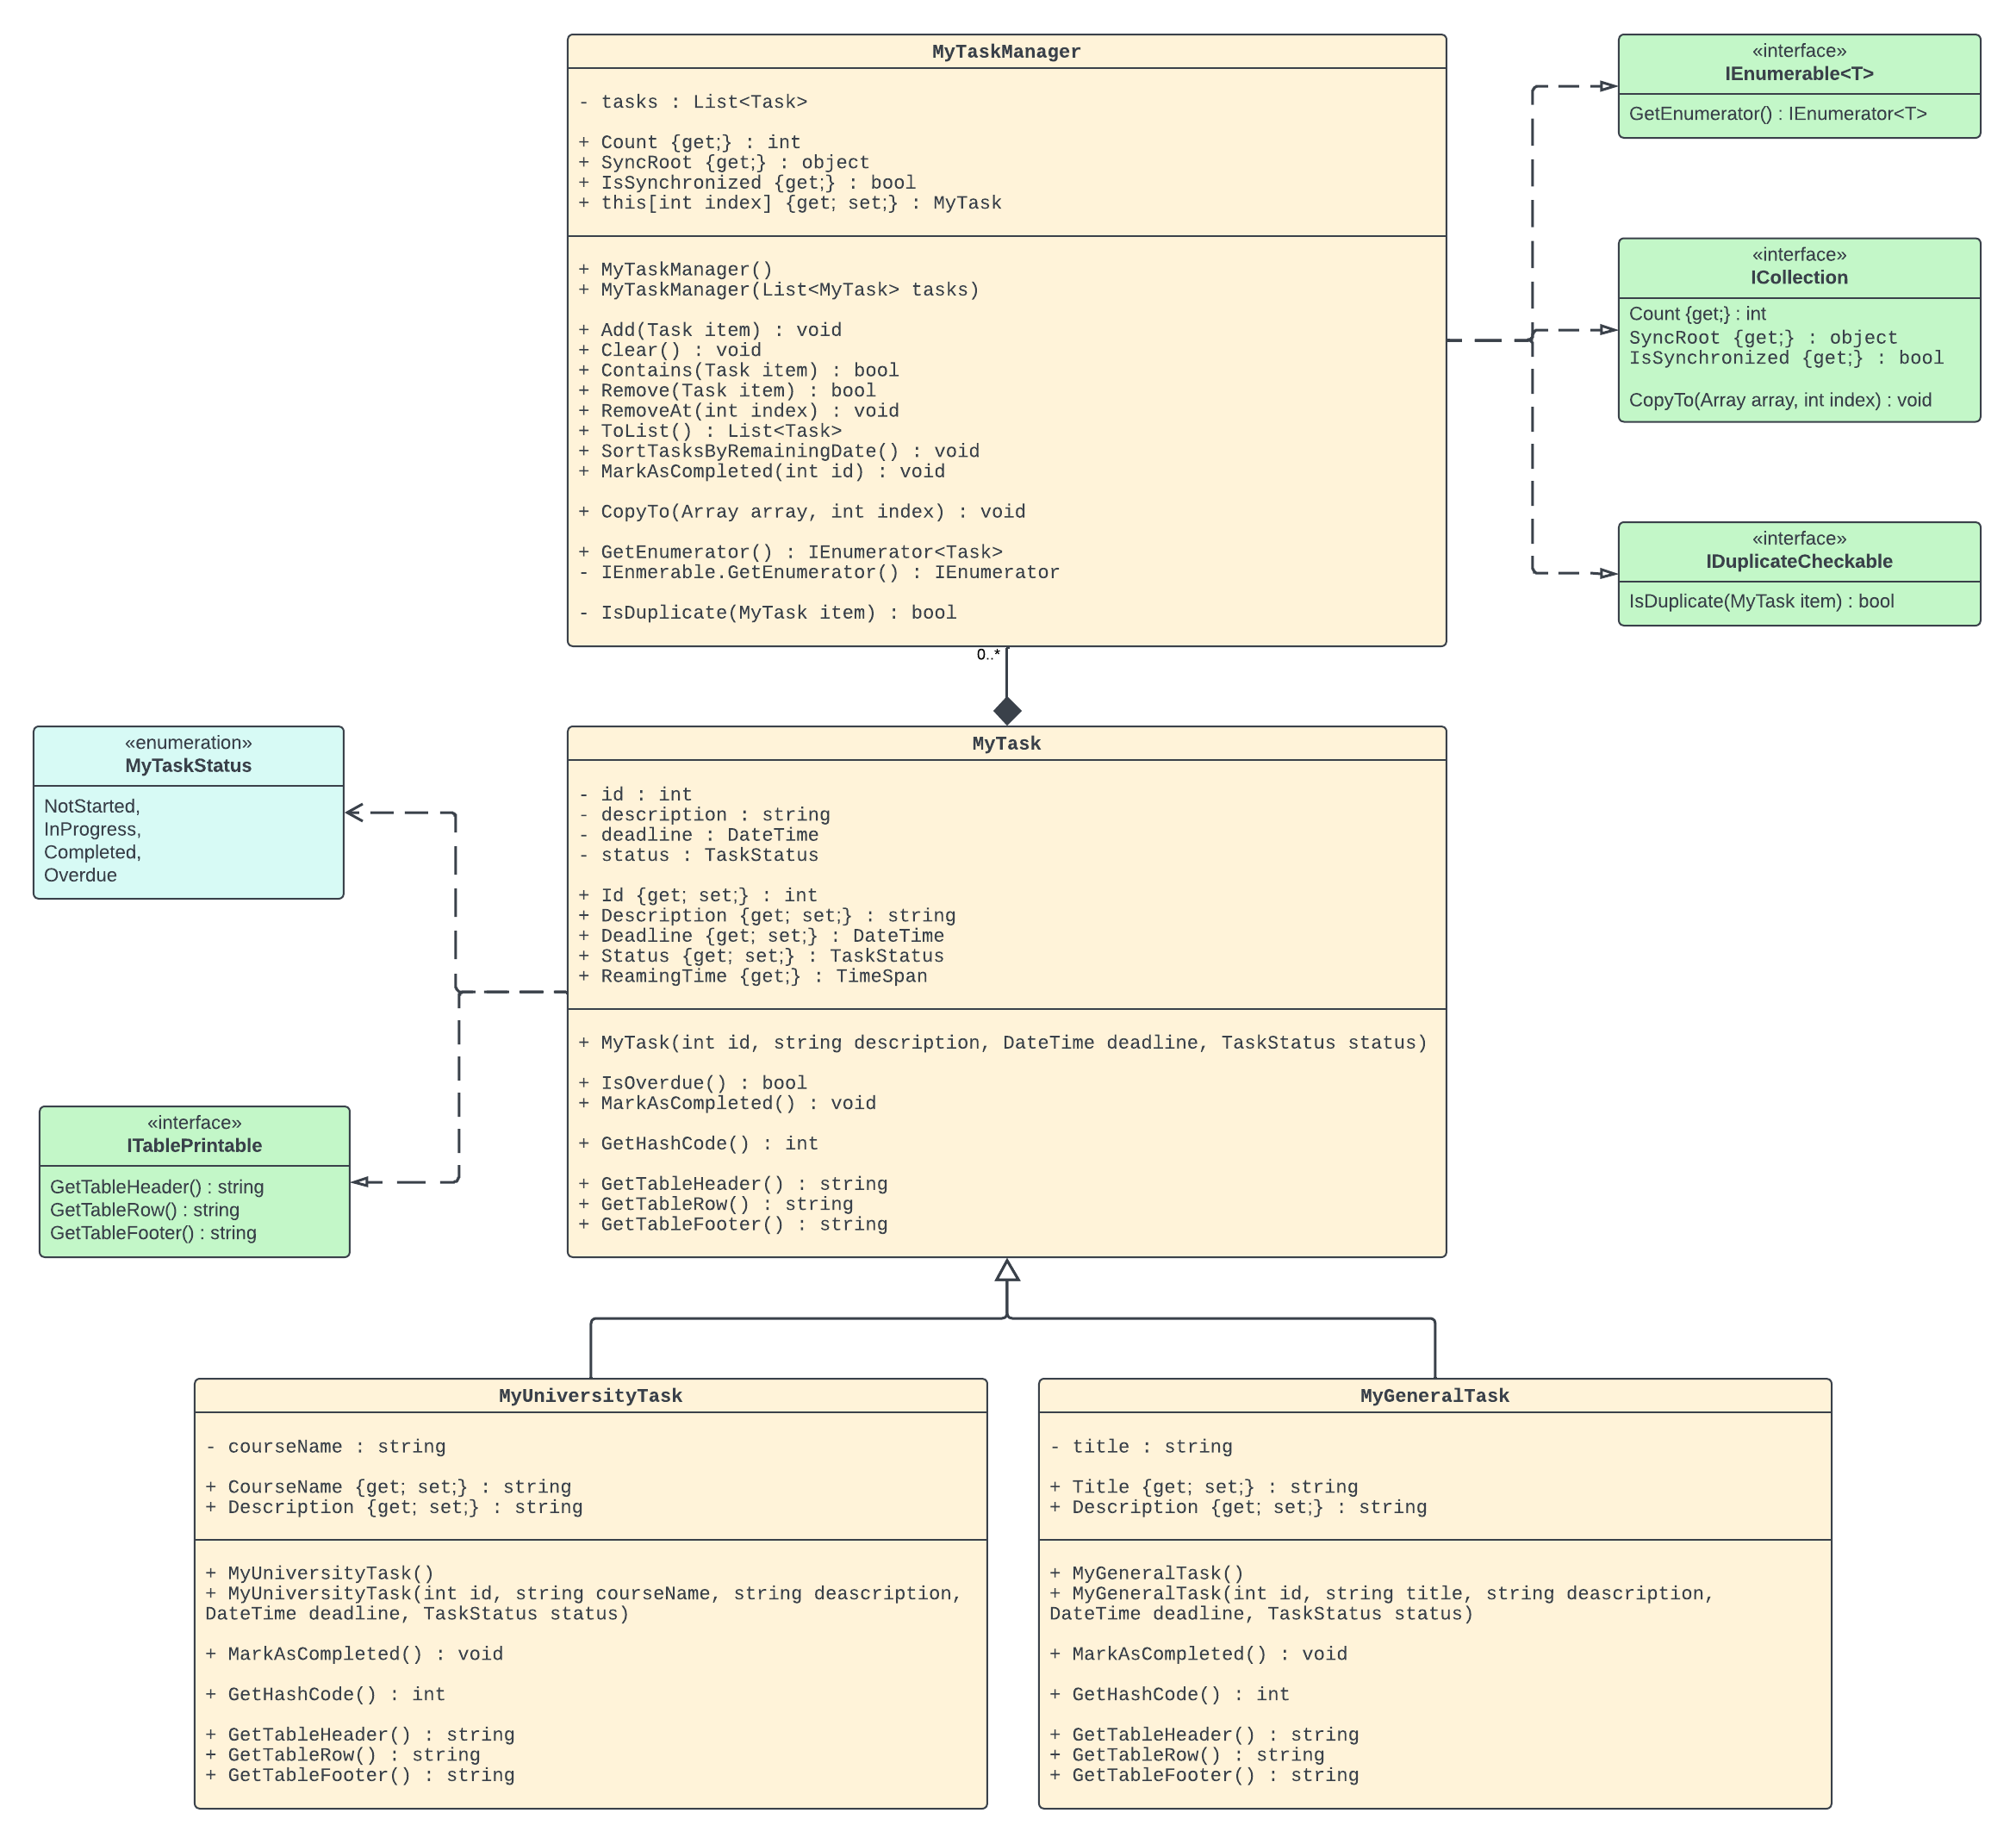 MyTaskManager
- tasks : List<Task>
+ Count {get;} : int
+ SyncRoot {get;} : object
+ IsSynchronized {get;} : bool
+ this[int index] {get; set;} : MyTask
+ MyTaskManager()
+ MyTaskManager(List<MyTask> tasks)
+ Add(Task item) : void
+ Clear() : void
+ Contains(Task item) : bool
+ Remove(Task item) : bool
+ RemoveAt(int index) : void
+ ToList() : List<Task>
+ SortTasksByRemainingDate() : void
+ MarkAsCompleted(int id) : void
+ CopyTo(Array array, int index) : void
+ GetEnumerator() : IEnumerator<Task>
- IEnmerable.GetEnumerator() : IEnumerator
- IsDuplicate(MyTask item) : bool
«interface»
IEnumerable<T>
GetEnumerator() : IEnumerator<T>
«interface»
ICollection
Count {get;} : int
SyncRoot {get;} : object
IsSynchronized {get;} : bool
CopyTo(Array array, int index) : void
«interface»
IDuplicateCheckable
IsDuplicate(MyTask item) : bool
0..*
«enumeration»
MyTaskStatus
NotStarted,
InProgress,
Completed,
Overdue
MyTask
- id : int
- description : string
- deadline : DateTime
- status : TaskStatus
+ Id {get; set;} : int
+ Description {get; set;} : string
+ Deadline {get; set;} : DateTime
+ Status {get; set;} : TaskStatus
+ ReamingTime {get;} : TimeSpan
+ MyTask(int id, string description, DateTime deadline, TaskStatus status)
+ IsOverdue() : bool
+ MarkAsCompleted() : void
+ GetHashCode() : int
+ GetTableHeader() : string
+ GetTableRow() : string
+ GetTableFooter() : string
«interface»
ITablePrintable
GetTableHeader() : string
GetTableRow() : string
GetTableFooter() : string
MyUniversityTask
- courseName : string
+ CourseName {get; set;} : string
+ Description {get; set;} : string
+ MyUniversityTask()
+ MyUniversityTask(int id, string courseName, string deascription,
DateTime deadline, TaskStatus status)
+ MarkAsCompleted() : void
+ GetHashCode() : int
+ GetTableHeader() : string
+ GetTableRow() : string
+ GetTableFooter() : string
MyGeneralTask
- title : string
+ Title {get; set;} : string
+ Description {get; set;} : string
+ MyGeneralTask()
+ MyGeneralTask(int id, string title, string deascription,
DateTime deadline, TaskStatus status)
+ MarkAsCompleted() : void
+ GetHashCode() : int
+ GetTableHeader() : string
+ GetTableRow() : string
+ GetTableFooter() : string